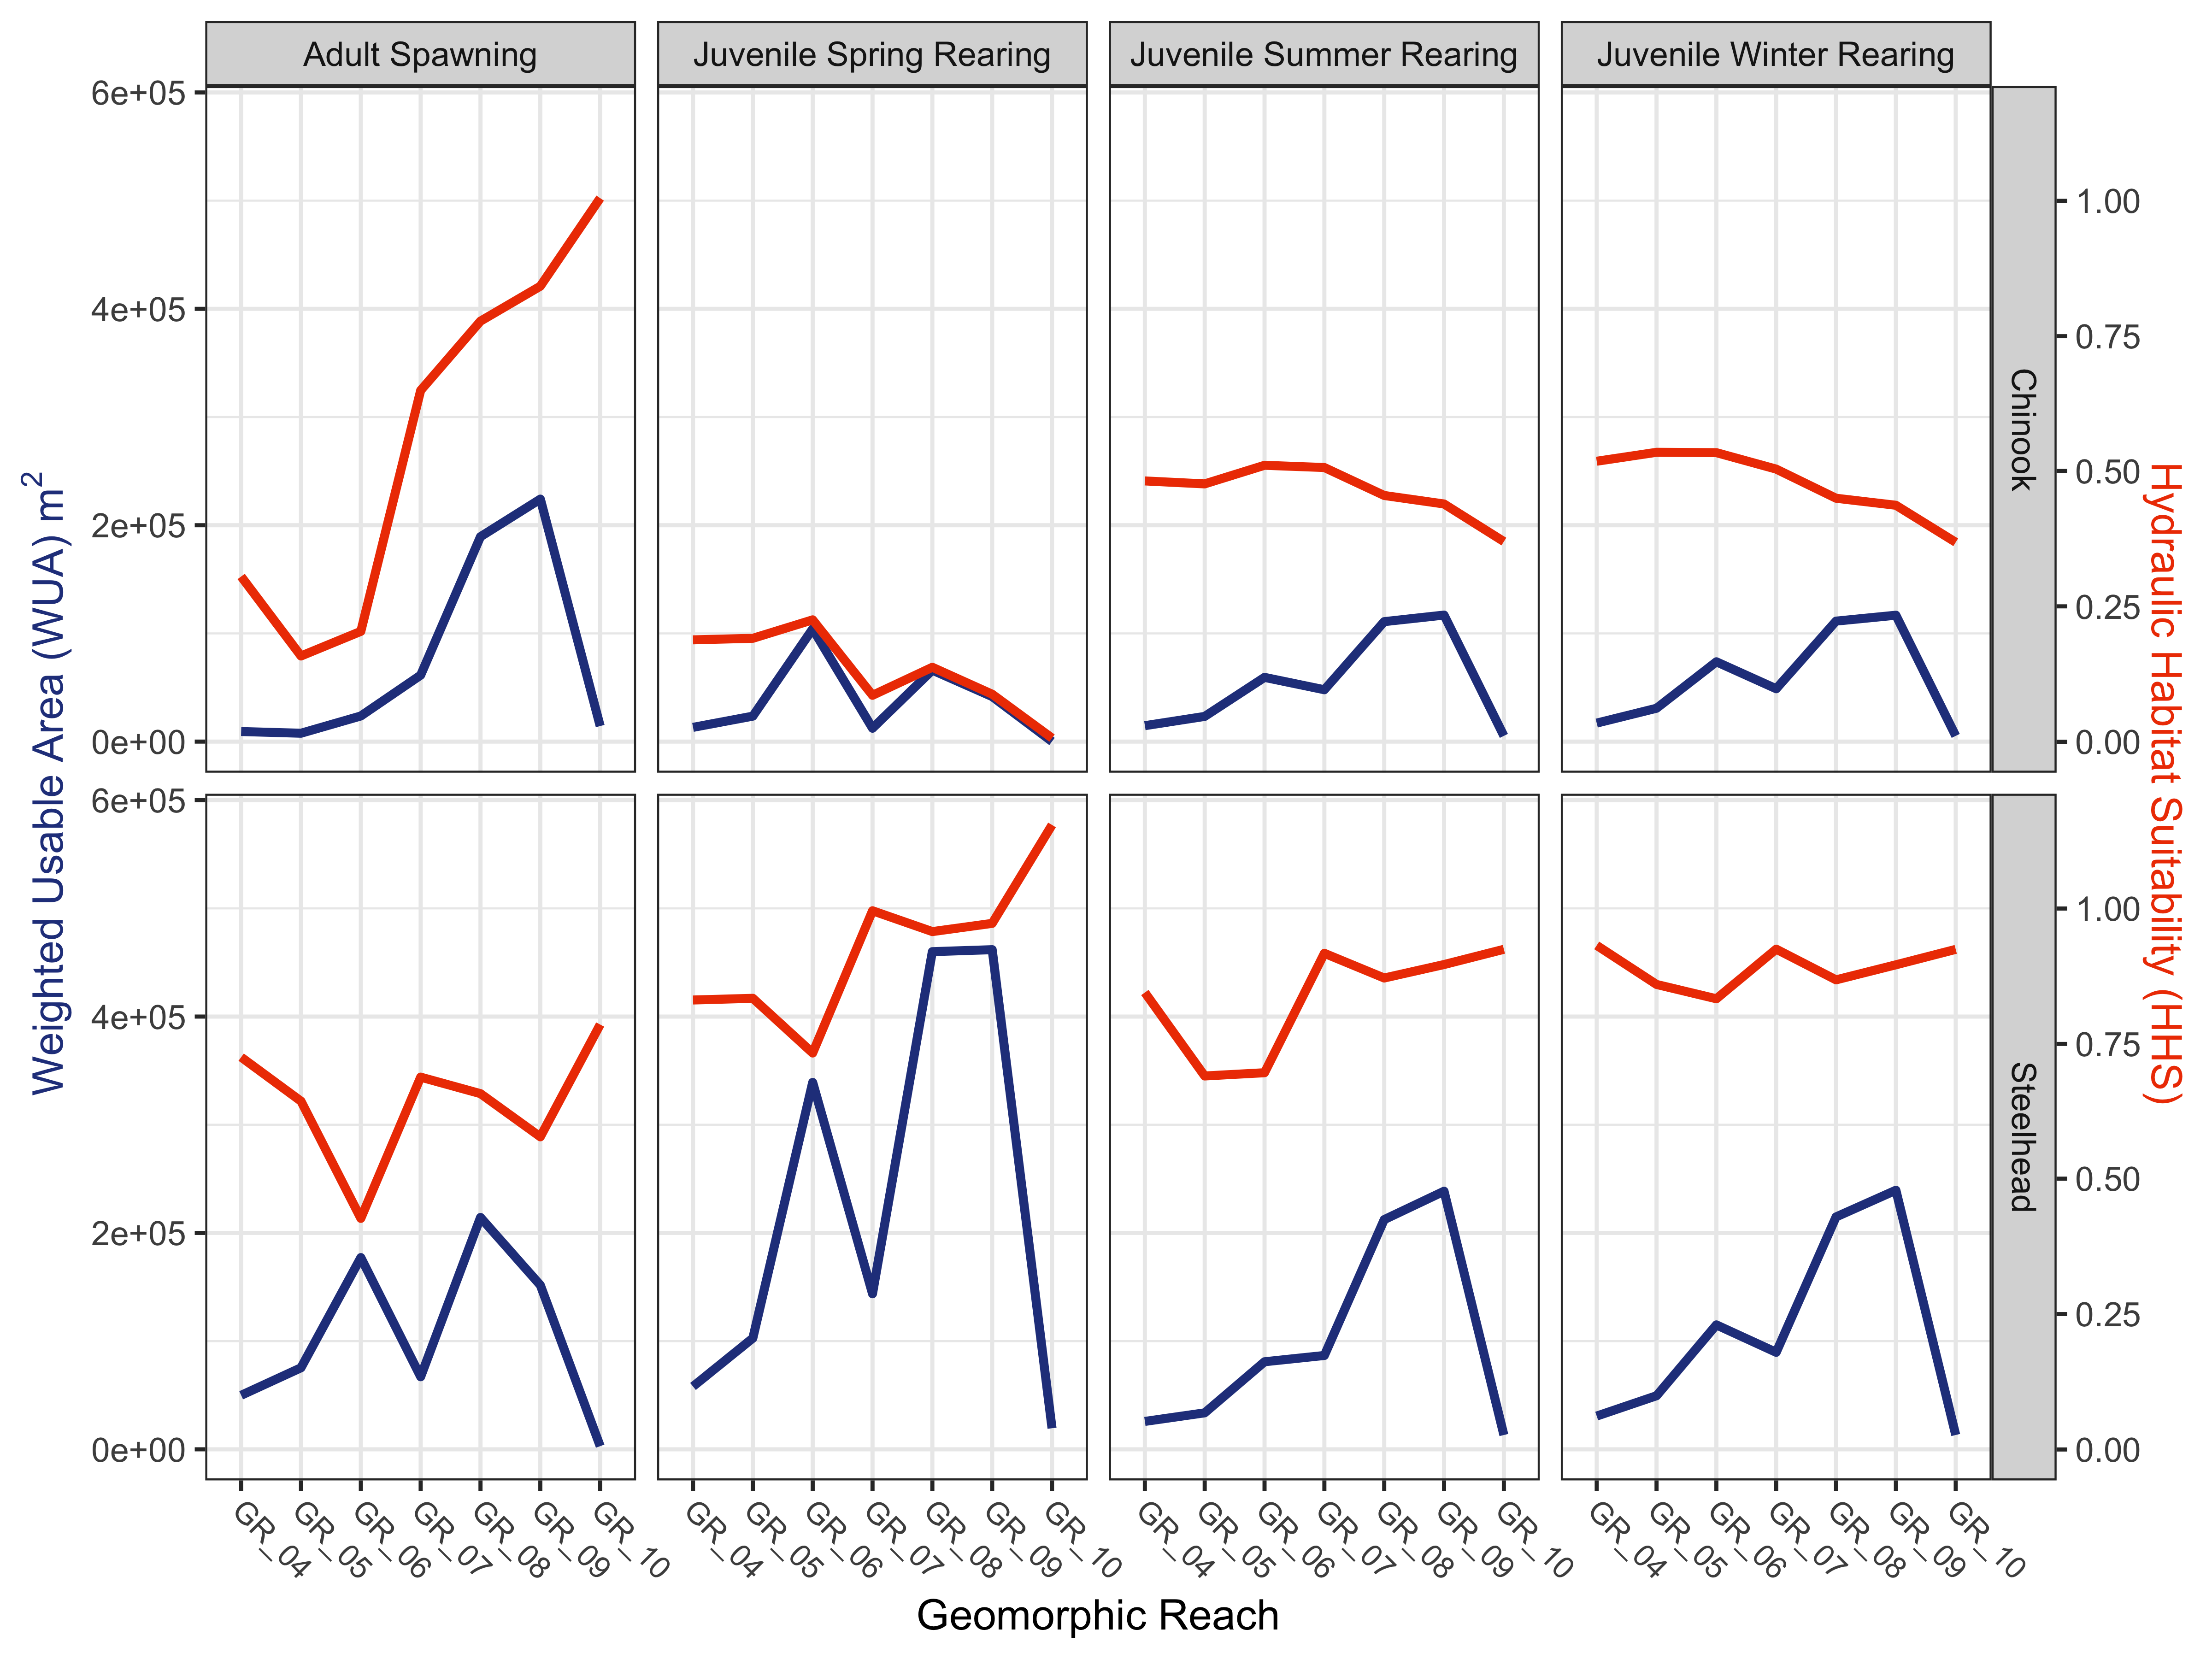 Adult Spawning
Juvenile Spring Rearing
Juvenile Summer Rearing
Juvenile Winter Rearing
Weighted Usable Area (WUA) m²
6e+05
4e+05
2e+05
0e+00
6e+05
4e+05
2e+05
0e+00
1.00
0.75
0.50
0.25
0.00
1.00
0.75
0.50
0.25
0.00
Chinook
Steelhead
Hydraulic Habitat Suitability (HHS)
GR_04
GR_05
GR_06
GR_07
GR_08
GR_09
GR_10
GR_04
GR_05
GR_06
GR_07
GR_08
GR_09
GR_10
GR_04
GR_05
GR_06
GR_07
GR_08
GR_09
GR_10
GR_04
GR_05
GR_06
GR_07
GR_08
GR_09
GR_10
Geomorphic Reach